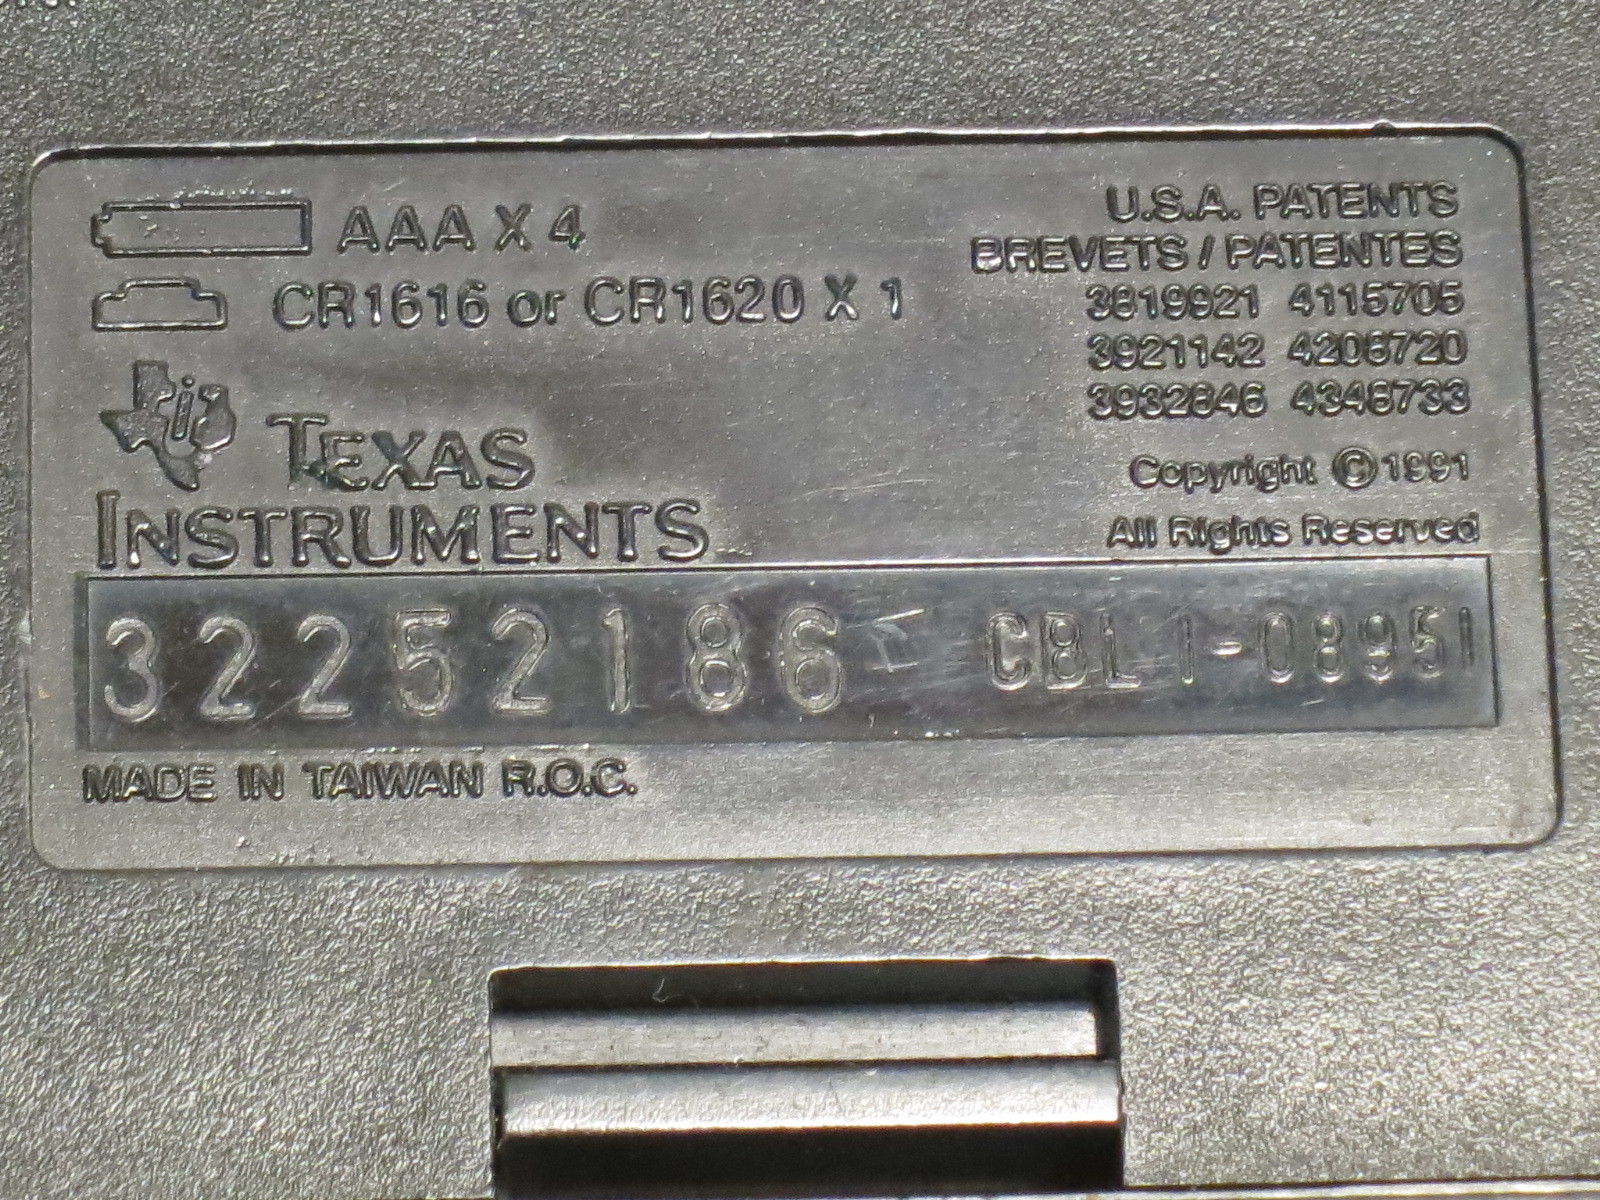 AAA X 4
CR1616 or CR1620 X 1
TEXAS
INSTRUMENTS
U.S.A. PATENTS
BREVETS / PATENTES
3819921 4115705
3921142 4208720
3932846 4348733
Copyright © 1991
All Rights Reserved
32252186 CBL 1-0895I
MADE IN TAIWAN R.O.C.